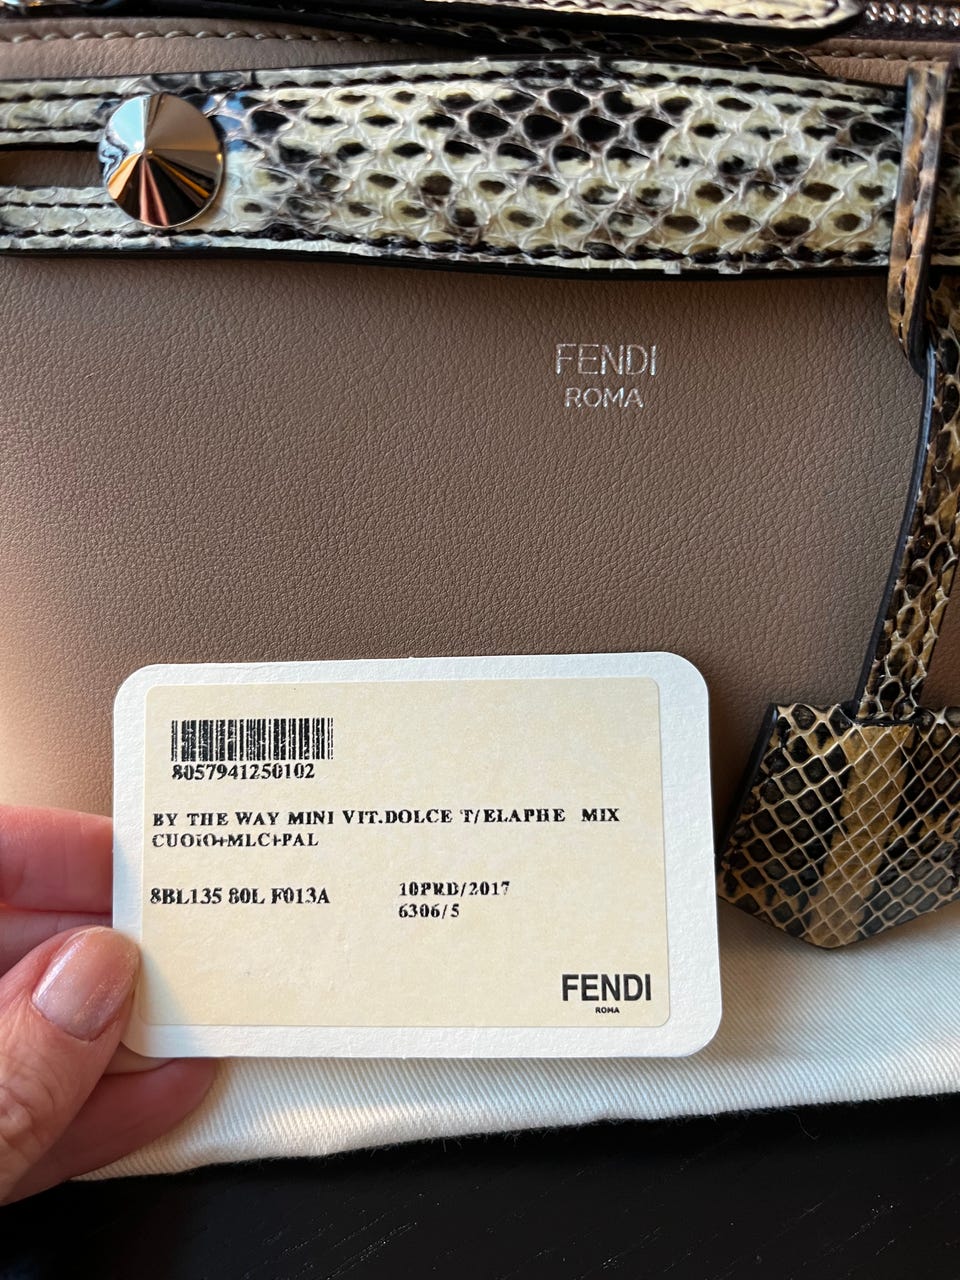 FENDI
ROMA
8057941250102
BY THE WAY MINI VIT.DOLCE T/ELAPHE MIX
CUOIO+MLC+PAL
8BL135 80L F013A
10PRD/2017
6306/5
FENDI
ROMA